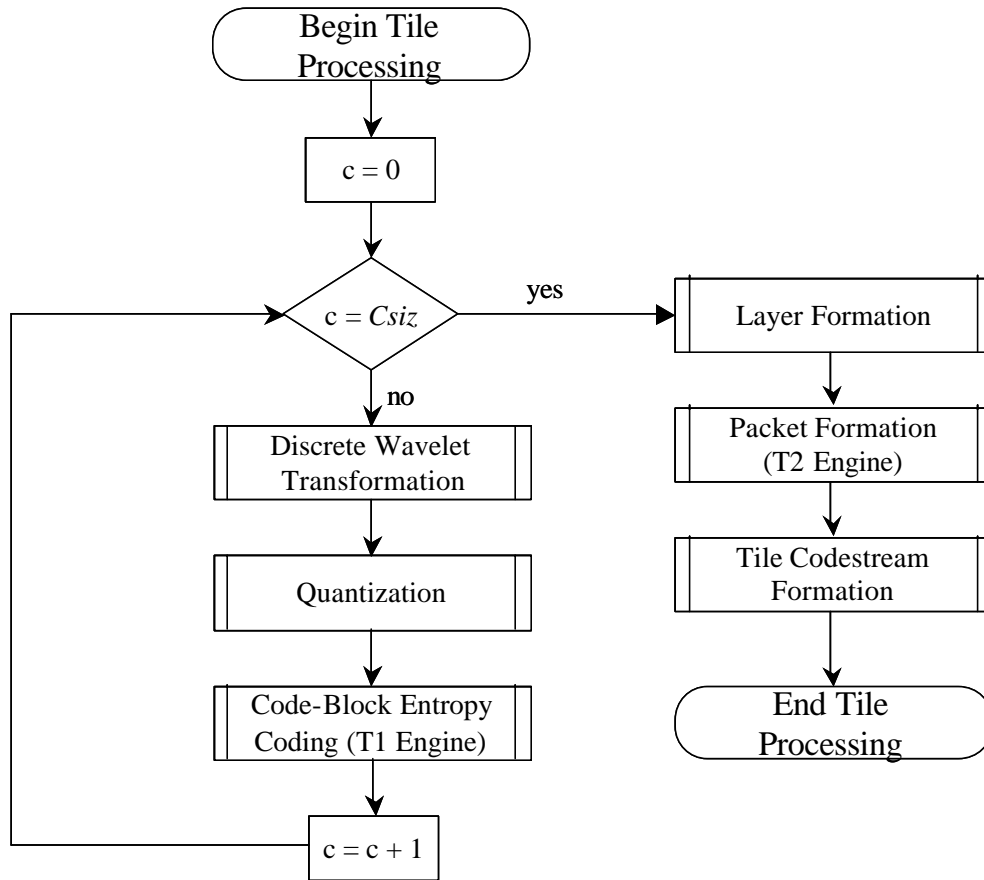 Begin Tile
Processing
c = 0
c = Csiz
yes
no
Discrete Wavelet
Transformation
Quantization
Code-Block Entropy
Coding (T1 Engine)
c = c + 1
Layer Formation
Packet Formation
(T2 Engine)
Tile Codestream
Formation
End Tile
Processing